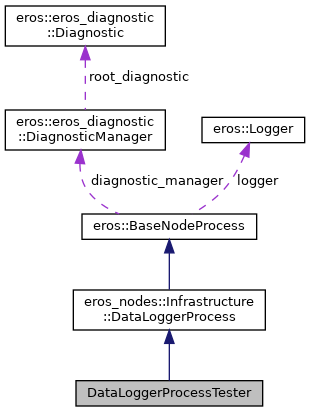 eros::eros_diagnostic
::Diagnostic
root_diagnostic
eros::eros_diagnostic
::DiagnosticManager
eros::Logger
diagnostic_manager
logger
eros::BaseNodeProcess
eros_nodes::Infrastructure
::DataLoggerProcess
DataLoggerProcessTester